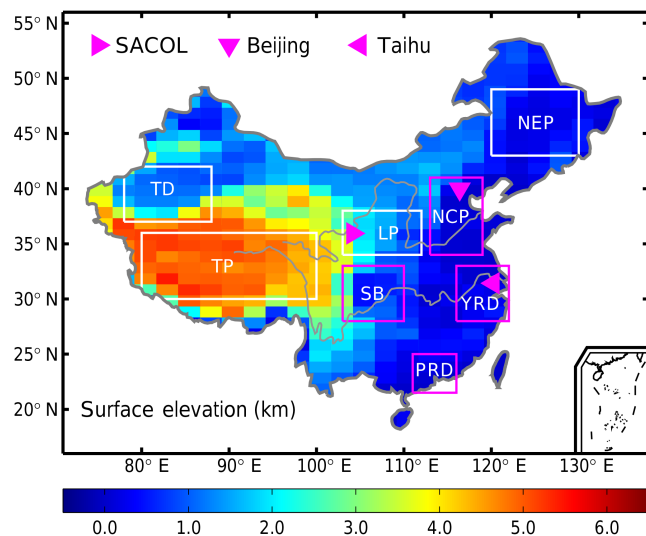 55° N
SACOL Beijing Taihu
50° N
NEP
45° N
TD
40° N
NCP
LP
35° N
TP
SB
YRD
30° N
25° N
PRD
20° N
Surface elevation (km)
80° E 90° E 100° E 110° E 120° E 130° E
0.0 1.0 2.0 3.0 4.0 5.0 6.0